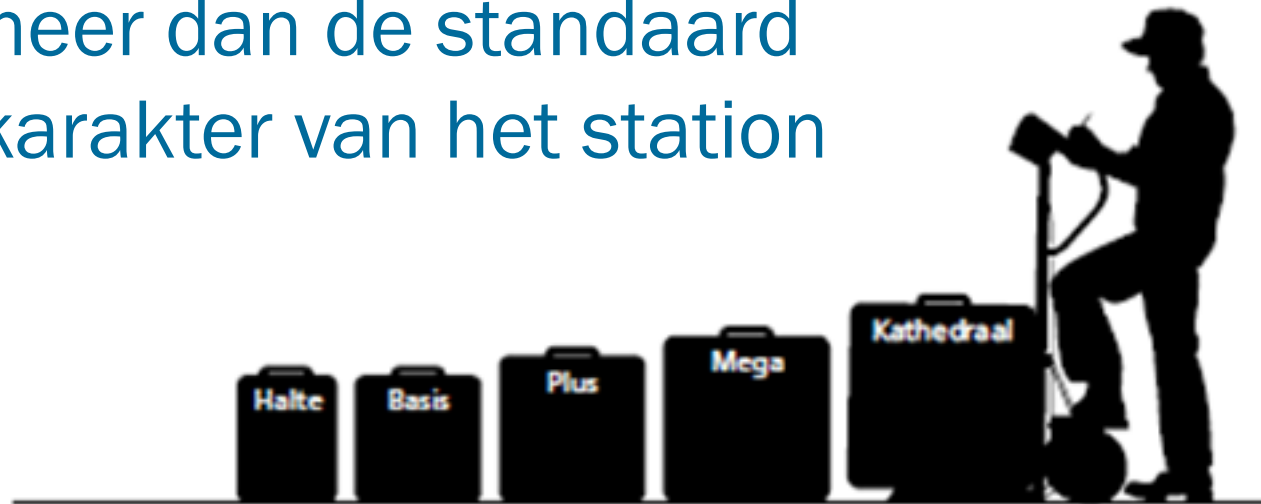 meer dan de standaard
karakter van het station
Halte
Basis
Plus
Mega
Kathedraal